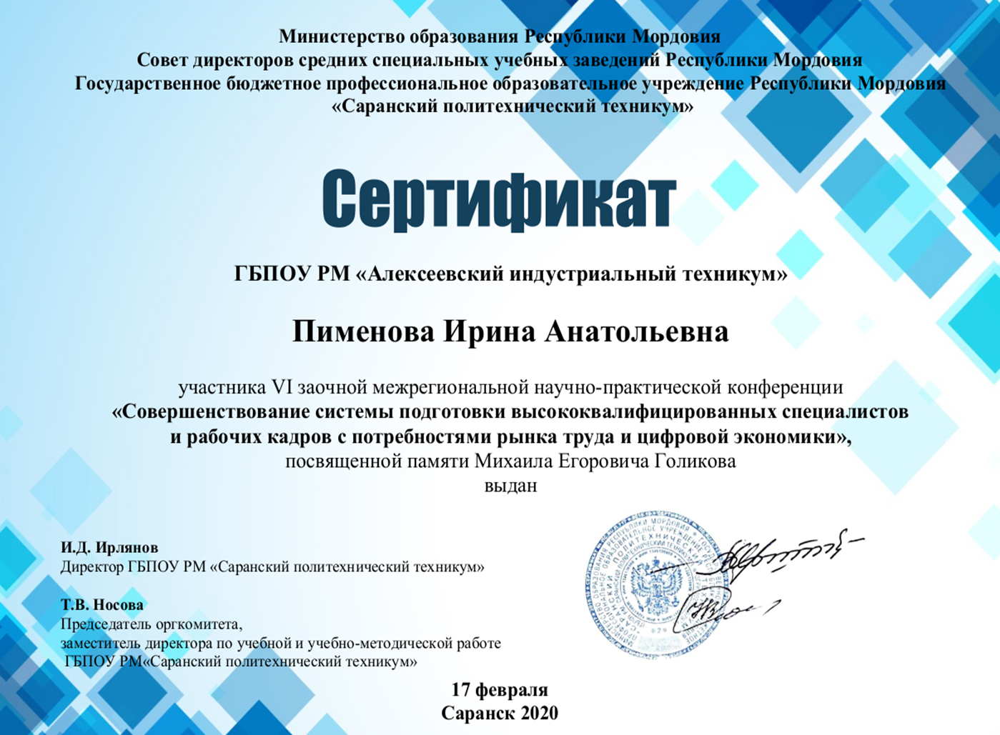 Министерство образования Республики Мордовия
Совет директоров средних специальных учебных заведений Республики Мордовия
Государственное бюджетное профессиональное образовательное учреждение Республики Мордовия
«Саранский политехнический техникум»
Сертификат
ГБПОУ РМ «Алексеевский индустриальный техникум»
Пименова Ирина Анатольевна
участника VI заочной межрегиональной научно-практической конференции
«Совершенствование системы подготовки высококвалифицированных специалистов
и рабочих кадров с потребностями рынка труда и цифровой экономики»,
посвященной памяти Михаила Егоровича Голикова
выдан
И.Д. Ирлянов
Директор ГБПОУ РМ «Саранский политехнический техникум»
Т.В. Носова
Председатель оргкомитета,
заместитель директора по учебной и учебно-методической работе
ГБПОУ РМ«Саранский политехнический техникум»
17 февраля
Саранск 2020